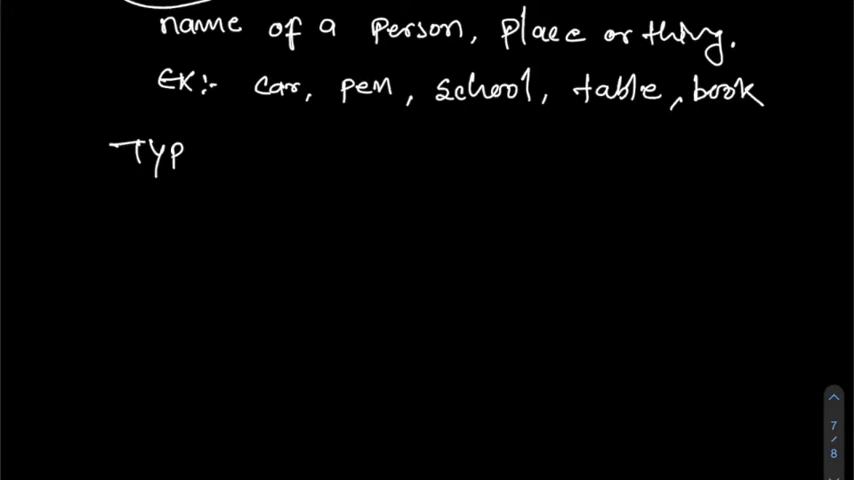 name of a person, place or thing.
EX:- car, pen, school, table, book
TYP
7
/
8